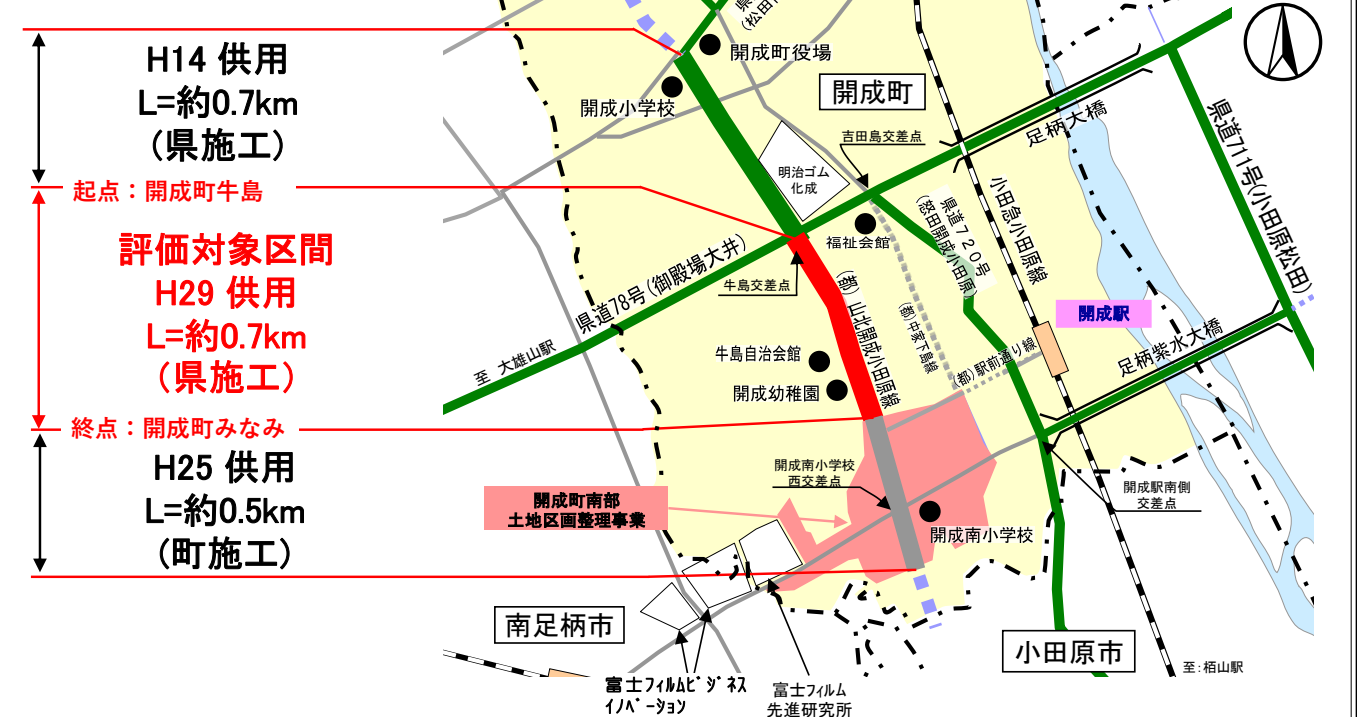 H14 供用
L=約0.7km
(県施工)
起点：開成町牛島
評価対象区間
H29 供用
L=約0.7km
(県施工)
終点：開成町みなみ
H25 供用
L=約0.5km
(町施工)
開成町役場
開成小学校
開成町
明治ゴム
化成
吉田島交差点
足柄大橋
県道711号(小田原松田)
小田急小田原線
県道720号
(怒田開成小田原)
福祉会館
牛島交差点
県道78号(御殿場大井)
至 大雄山駅
(都)山北開成小田原線
(都)中家下島線
開成駅
(都)駅前通り線
足柄紫水大橋
牛島自治会館
開成幼稚園
開成南小学校
西交差点
開成駅南側
交差点
開成町南部
土地区画整理事業
開成南小学校
南足柄市
小田原市
至:栢山駅
富士フィルムビジネス
イノベーション
富士フィルム
先進研究所